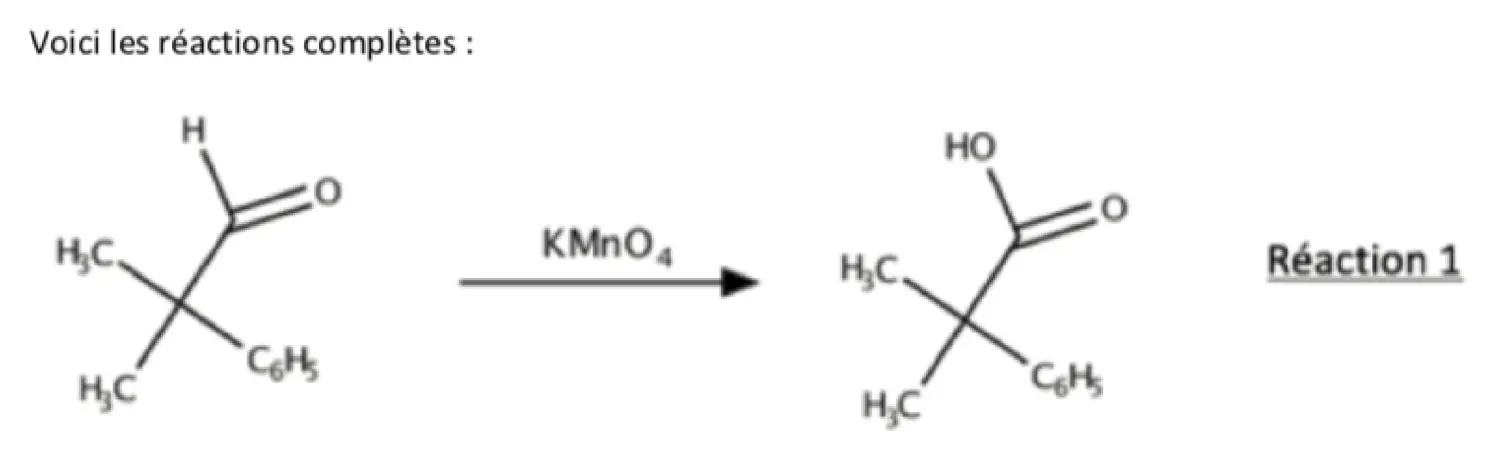 Voici les réactions complètes :
H
O
H₃C
H₃C
C₆H₅
KMnO₄
HO
O
H₃C
H₃C
C₆H₅
Réaction 1